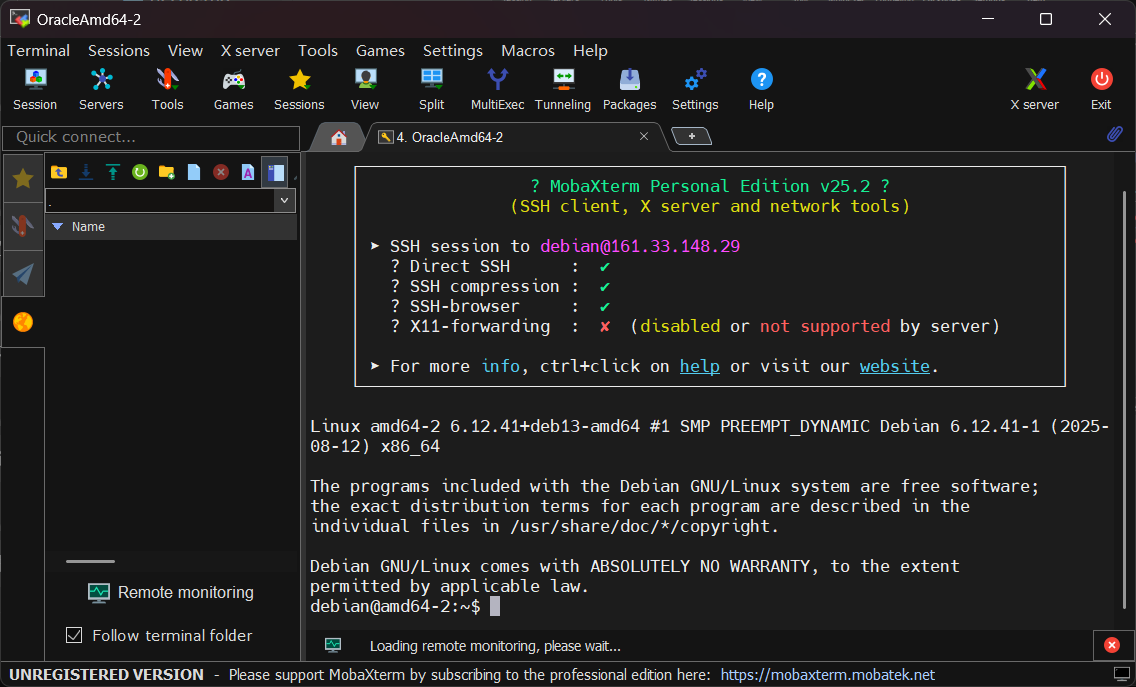 OracleAmd64-2
Terminal Sessions View X server Tools Games Settings Macros Help
Session Servers Tools Games Sessions View Split MultiExec Tunneling Packages Settings Help X server Exit
Quick connect...
4. OracleAmd64-2
.
Name
? MobaXterm Personal Edition v25.2 ?
(SSH client, X server and network tools)
➤ SSH session to debian@161.33.148.29
? Direct SSH : ✔
? SSH compression : ✔
? SSH-browser : ✔
? X11-forwarding : ✘ (disabled or not supported by server)
➤ For more info, ctrl+click on help or visit our website.
Linux amd64-2 6.12.41+deb13-amd64 #1 SMP PREEMPT_DYNAMIC Debian 6.12.41-1 (2025-
08-12) x86_64
The programs included with the Debian GNU/Linux system are free software;
the exact distribution terms for each program are described in the
individual files in /usr/share/doc/*/copyright.
Debian GNU/Linux comes with ABSOLUTELY NO WARRANTY, to the extent
permitted by applicable law.
debian@amd64-2:~$
Remote monitoring
Follow terminal folder
Loading remote monitoring, please wait...
UNREGISTERED VERSION - Please support MobaXterm by subscribing to the professional edition here: https://mobaxterm.mobatek.net